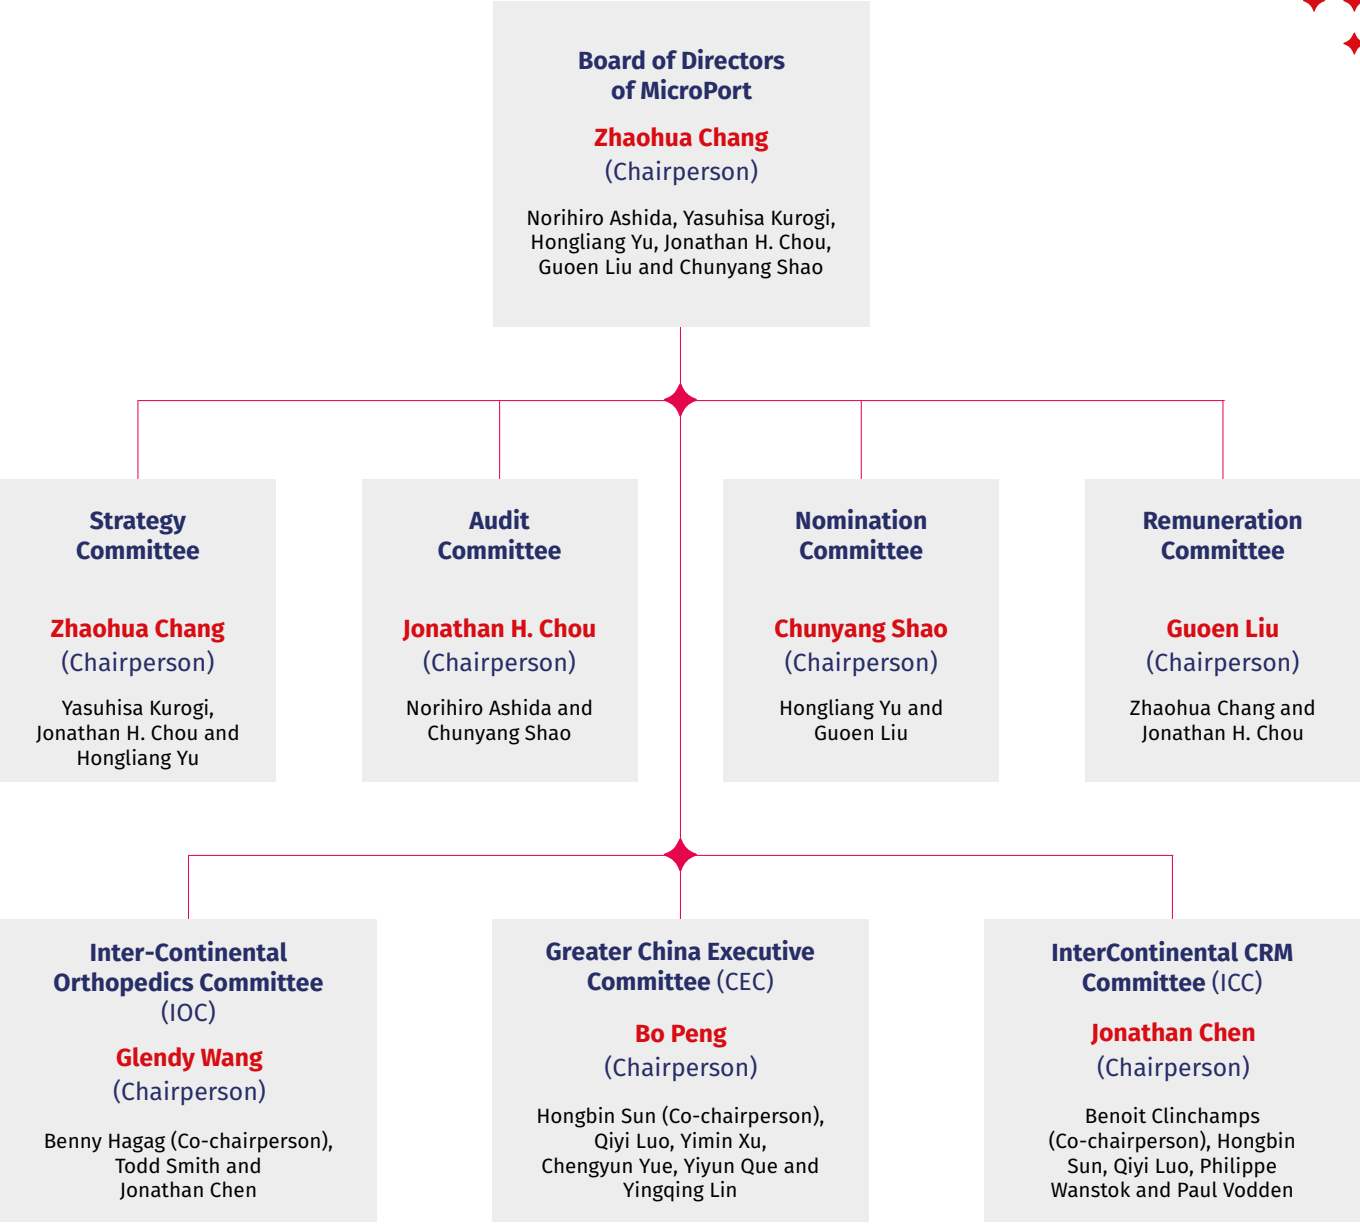 Board of Directors
of MicroPort
Zhaohua Chang
(Chairperson)
Norihiro Ashida, Yasuhisa Kurogi,
Hongliang Yu, Jonathan H. Chou,
Guoen Liu and Chunyang Shao
Strategy
Committee
Zhaohua Chang
(Chairperson)
Yasuhisa Kurogi,
Jonathan H. Chou and
Hongliang Yu
Audit
Committee
Jonathan H. Chou
(Chairperson)
Norihiro Ashida and
Chunyang Shao
Nomination
Committee
Chunyang Shao
(Chairperson)
Hongliang Yu and
Guoen Liu
Remuneration
Committee
Guoen Liu
(Chairperson)
Zhaohua Chang and
Jonathan H. Chou
Inter-Continental
Orthopedics Committee
(IOC)
Glendy Wang
(Chairperson)
Benny Hagag (Co-chairperson),
Todd Smith and
Jonathan Chen
Greater China Executive
Committee (CEC)
Bo Peng
(Chairperson)
Hongbin Sun (Co-chairperson),
Qiyi Luo, Yimin Xu,
Chengyun Yue, Yiyun Que and
Yingqing Lin
InterContinental CRM
Committee (ICC)
Jonathan Chen
(Chairperson)
Benoit Clinchamps
(Co-chairperson), Hongbin
Sun, Qiyi Luo, Philippe
Wanstok and Paul Vodden